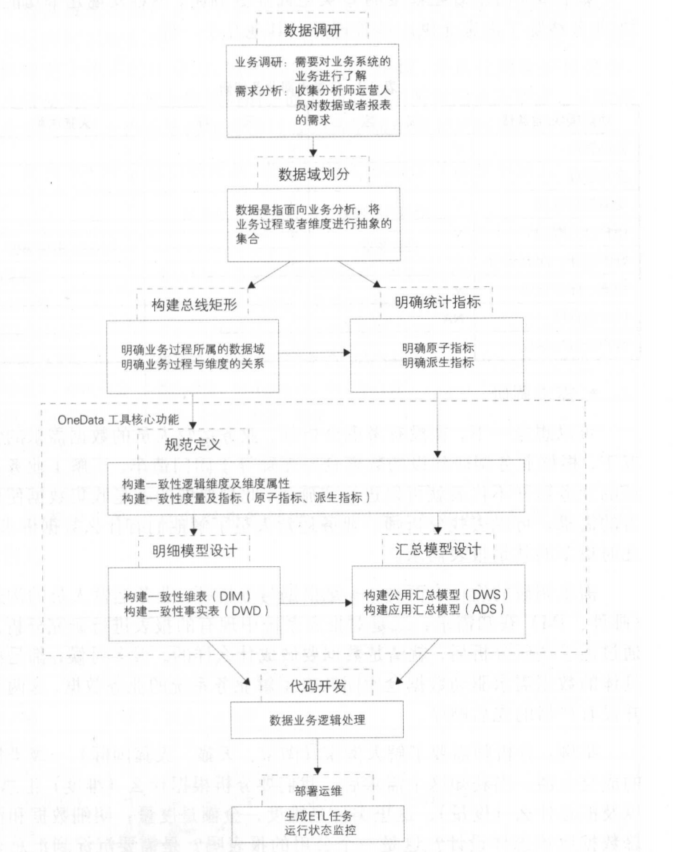 数据调研
业务调研：需要对业务系统的
业务进行了解
需求分析：收集分析师运营人
员对数据或者报表
的需求
数据域划分
数据是指面向业务分析，将
业务过程或者维度进行抽象的
集合
构建总线矩形
明确业务过程所属的数据域
明确业务过程与维度的关系
明确统计指标
明确原子指标
明确派生指标
OneData 工具核心功能
规范定义
构建一致性逻辑维度及维度属性
构建一致性度量及指标（原子指标、派生指标）
明细模型设计
构建一致性维表（DIM）
构建一致性事实表（DWD）
汇总模型设计
构建公用汇总模型（DWS）
构建应用汇总模型（ADS）
代码开发
数据业务逻辑处理
部署运维
生成ETL任务
运行状态监控